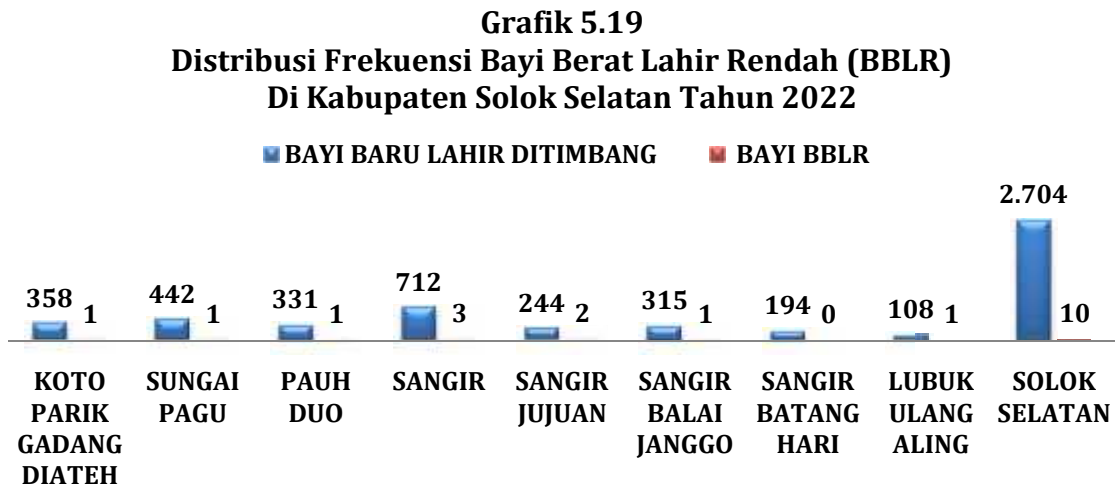 Grafik 5.19
Distribusi Frekuensi Bayi Berat Lahir Rendah (BBLR)
Di Kabupaten Solok Selatan Tahun 2022
BAYI BARU LAHIR DITIMBANG BAYI BBLR
358 1 442 1 331 1 712 3 244 2 315 1 194 0 108 1 2.704 10
KOTO SUNGAI PAUH SANGIR SANGIR SANGIR SANGIR LUBUK SOLOK
PARIK PAGU DUO JUJUAN BALAI BATANG ULANG SELATAN
GADANG JANGGO HARI ALING
DIATEH